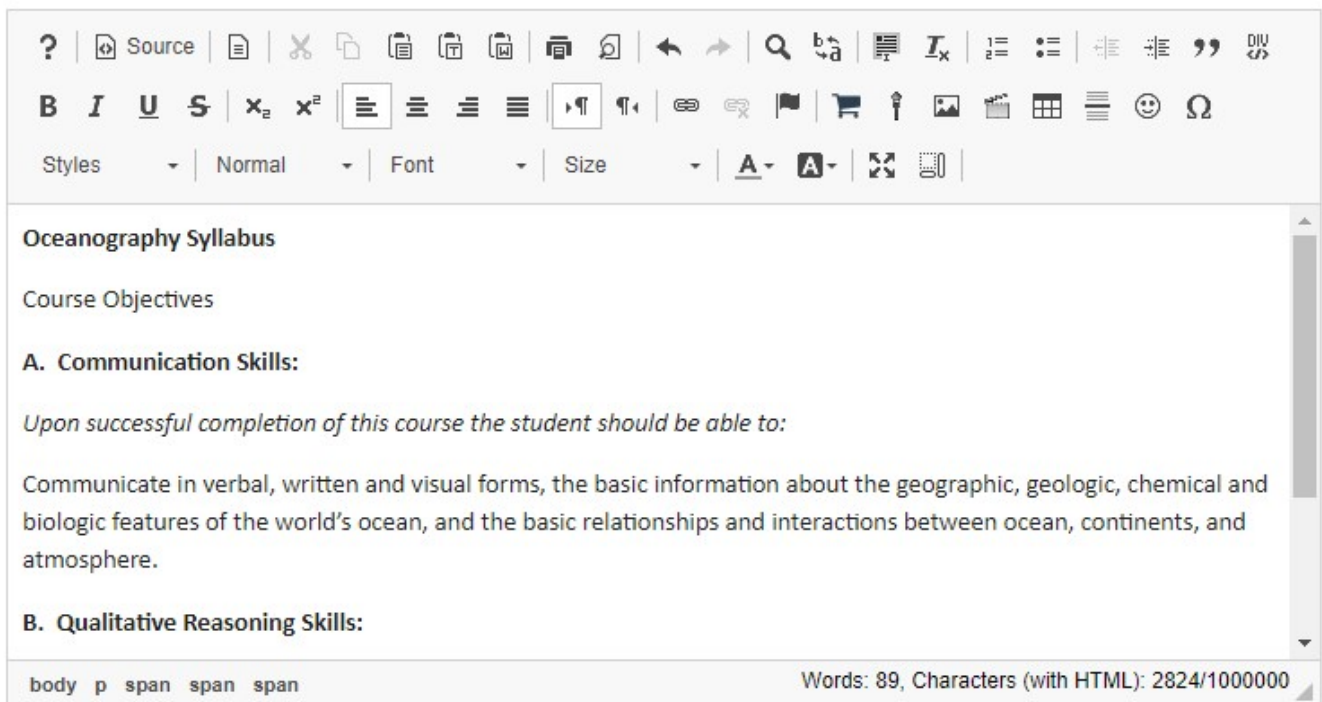 ? Source
B I U S x₂ x² Ω
Styles Normal Font Size A A
Oceanography Syllabus
Course Objectives
A. Communication Skills:
Upon successful completion of this course the student should be able to:
Communicate in verbal, written and visual forms, the basic information about the geographic, geologic, chemical and
biologic features of the world’s ocean, and the basic relationships and interactions between ocean, continents, and
atmosphere.
B. Qualitative Reasoning Skills:
body p span span span Words: 89, Characters (with HTML): 2824/1000000